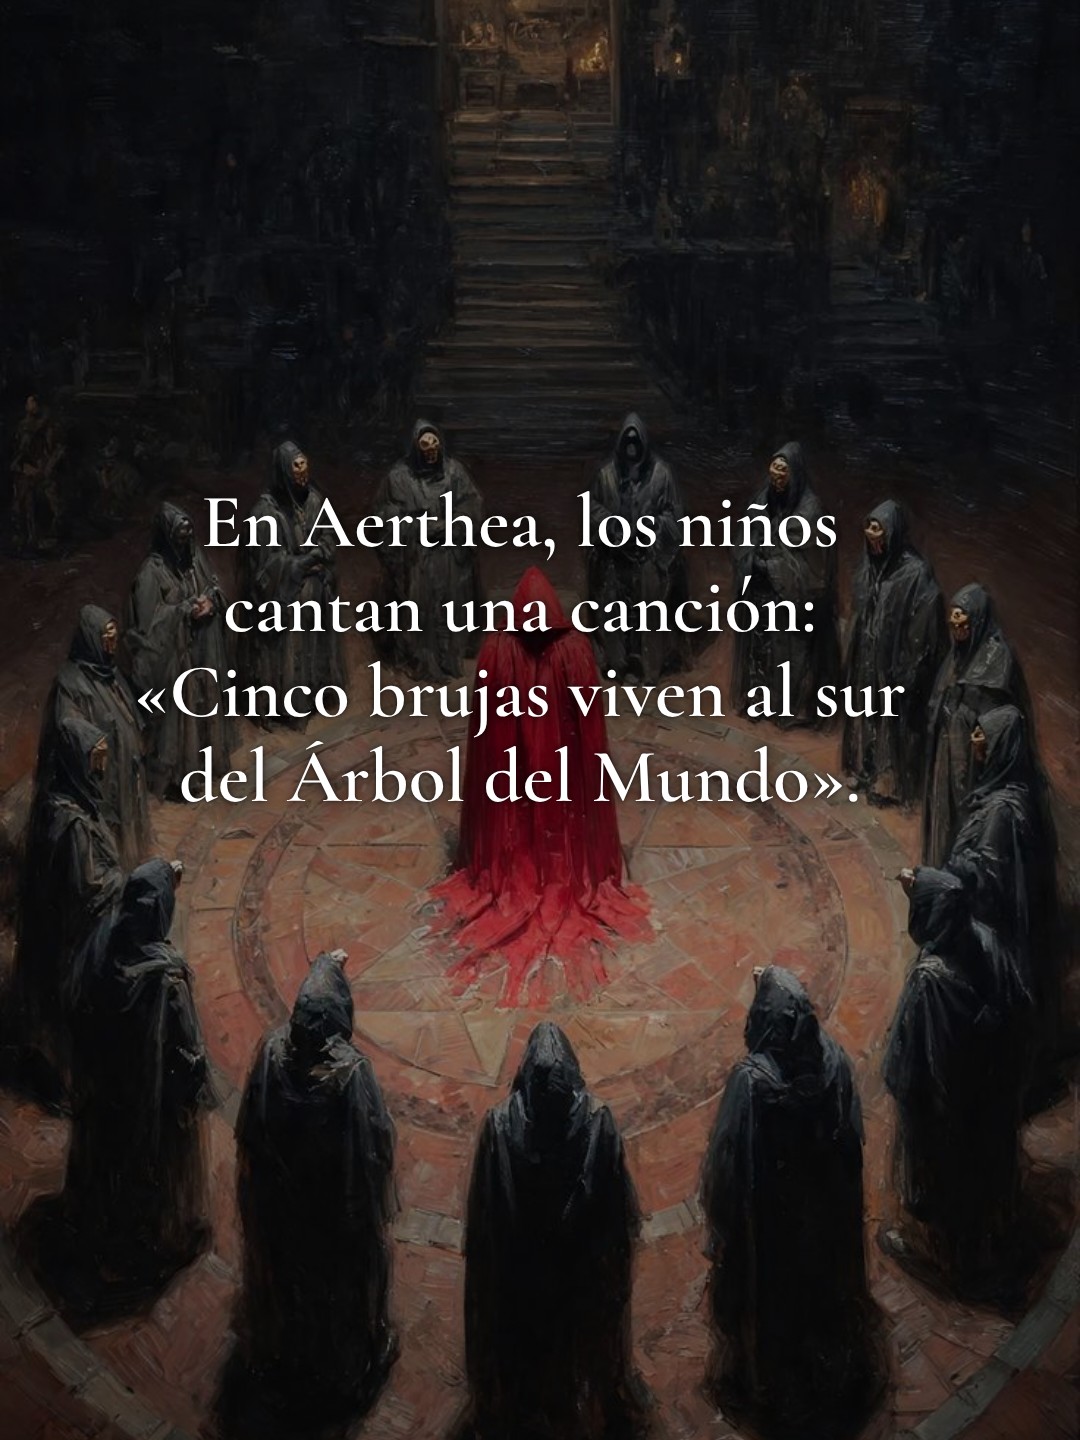 En Aerthea, los niños
cantan una canción:
«Cinco brujas viven al sur
del Árbol del Mundo».